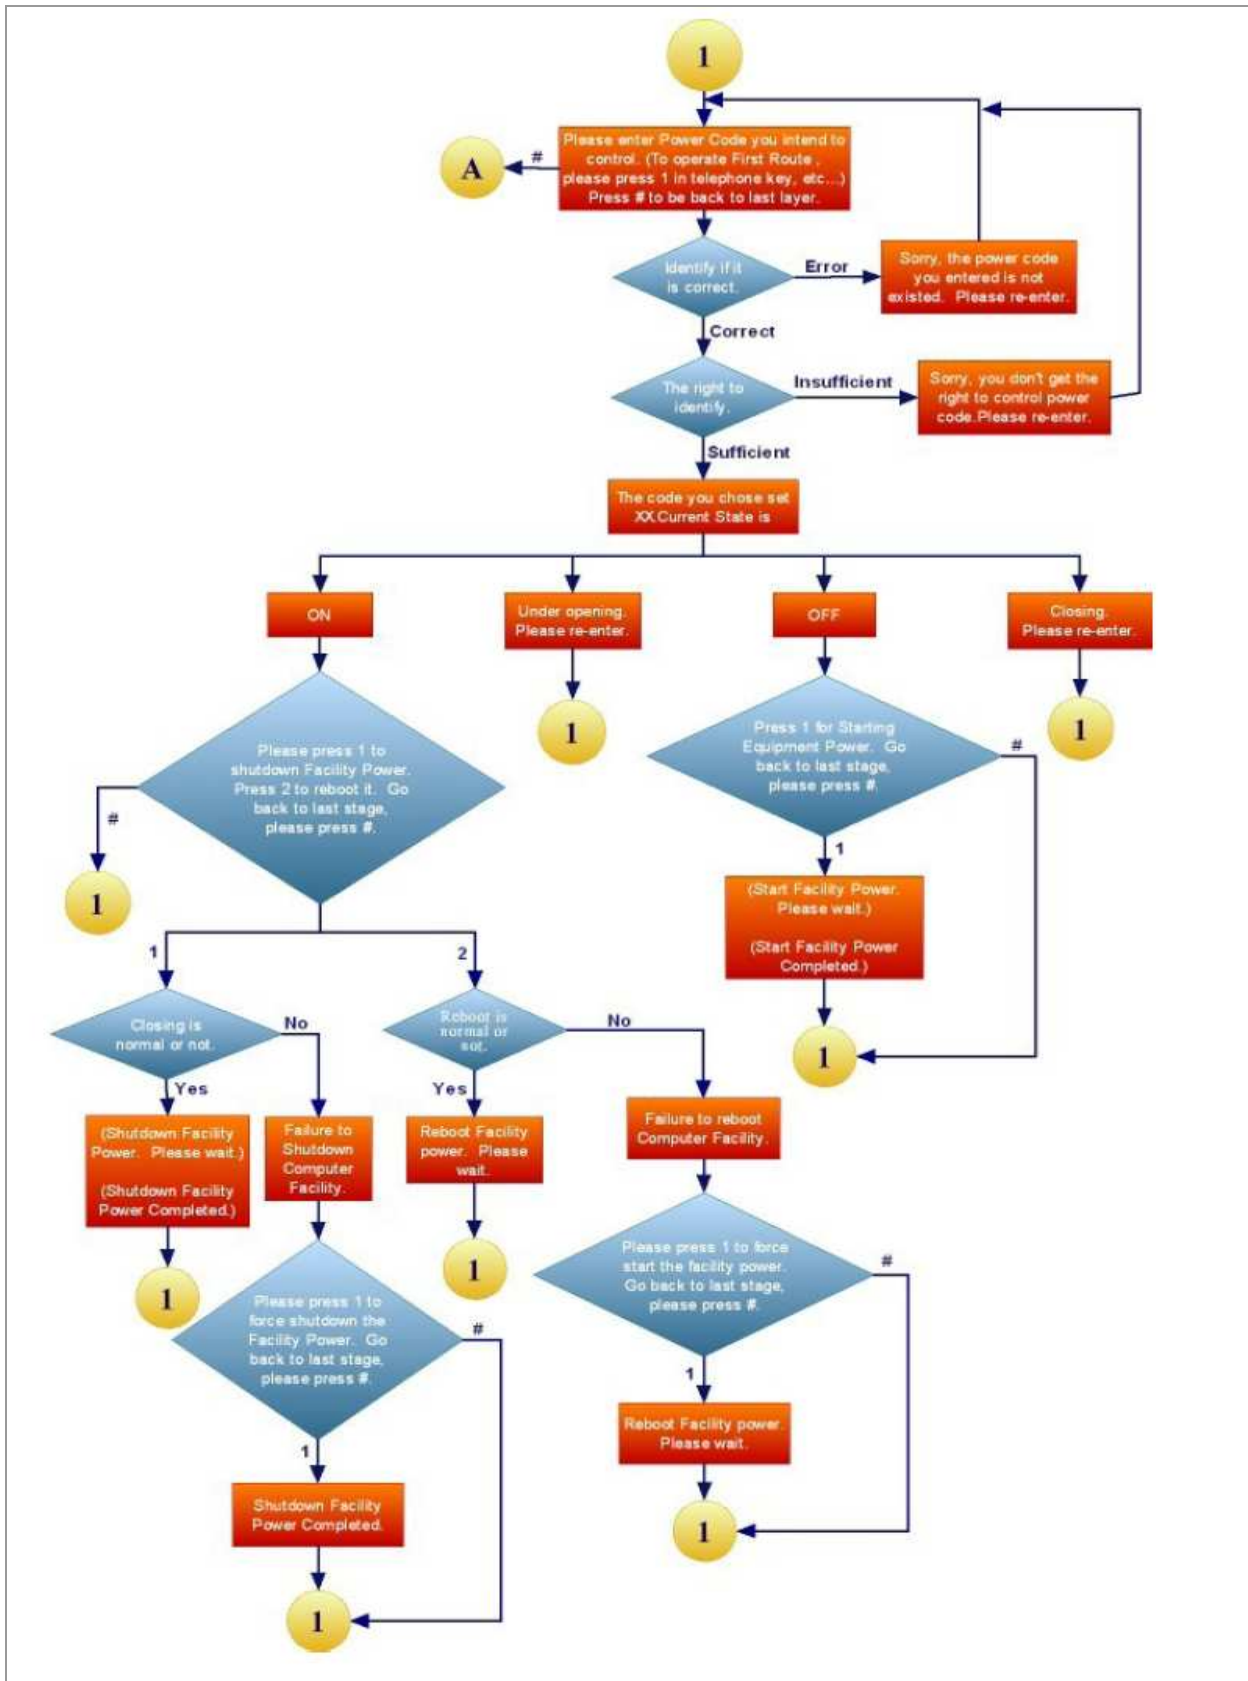 1
Please enter Power Code you intend to
control. (To operate First Route ,
please press 1 in telephone key, etc...)
Press # to be back to last layer.
#
A
Identify if it
is correct.
Error
Sorry, the power code
you entered is not
existed. Please re-enter.
Correct
The right to
identify.
Insufficient
Sorry, you don't get the
right to control power
code.Please re-enter.
Sufficient
The code you chose set
XX.Current State is
ON
Under opening.
Please re-enter.
OFF
Closing.
Please re-enter.
1
1
Please press 1 to
shutdown Facility Power.
Press 2 to reboot it. Go
back to last stage,
please press #.
#
1
Press 1 for Starting
Equipment Power. Go
back to last stage,
please press #.
#
1
(Start Facility Power.
Please wait.)
(Start Facility Power
Completed.)
1
1
2
Closing is
normal or not.
No
Yes
Reboot is
normal or
not.
No
Yes
(Shutdown Facility
Power. Please wait.)
(Shutdown Facility
Power Completed.)
1
Failure to
Shutdown
Computer
Facility.
Reboot Facility
power. Please
wait.
1
Failure to reboot
Computer Facility.
Please press 1 to
force shutdown the
Facility Power. Go
back to last stage,
please press #.
#
1
Shutdown Facility
Power Completed.
1
Please press 1 to force
start the facility power.
Go back to last stage,
please press #.
#
1
Reboot Facility power.
Please wait.
1